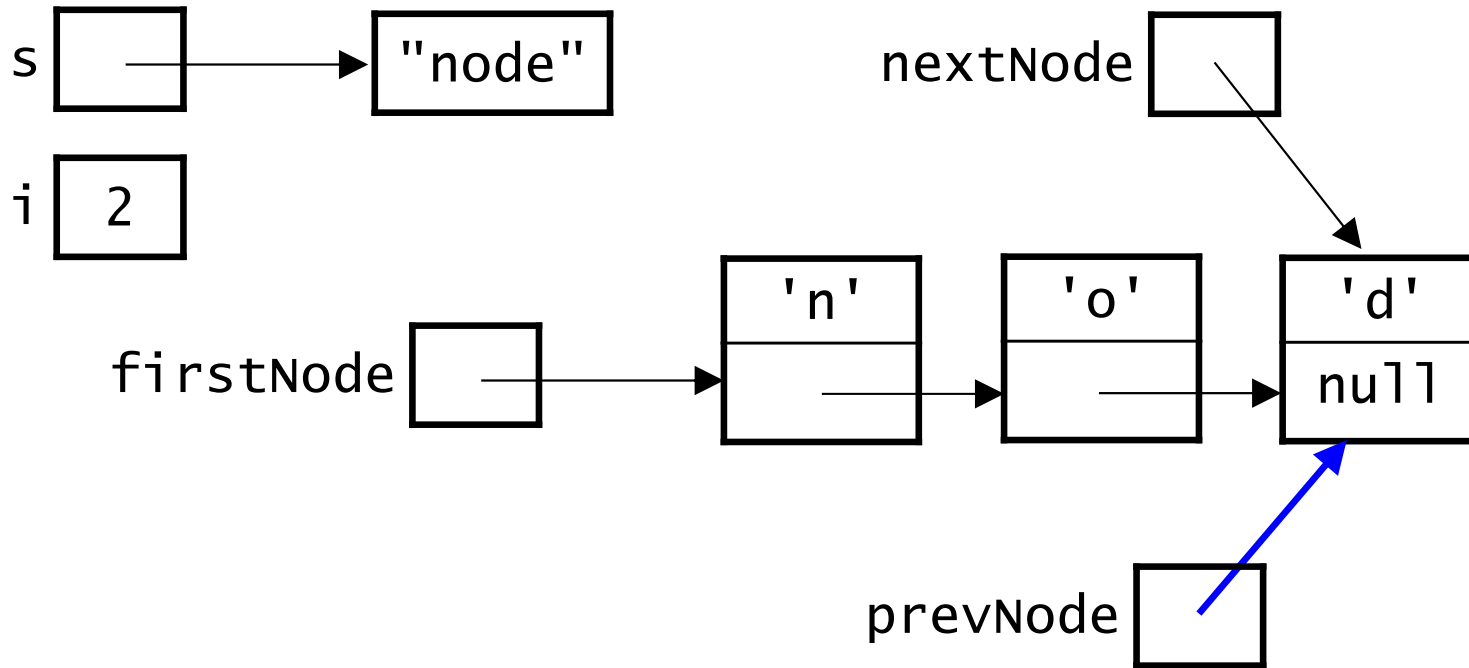 s "node" nextNode
i 2
'n' 'o' 'd'
firstNode null
prevNode